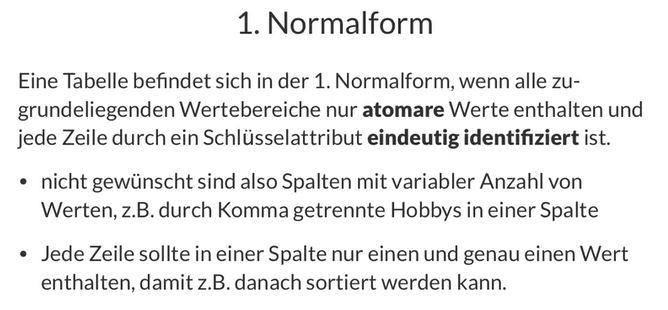 1. Normalform
Eine Tabelle befindet sich in der 1. Normalform, wenn alle zu-
grundeliegenden Wertebereiche nur atomare Werte enthalten und
jede Zeile durch ein Schlüsselattribut eindeutig identifiziert ist.
• nicht gewünscht sind also Spalten mit variabler Anzahl von
Werten, z.B. durch Komma getrennte Hobbys in einer Spalte
• Jede Zeile sollte in einer Spalte nur einen und genau einen Wert
enthalten, damit z.B. danach sortiert werden kann.